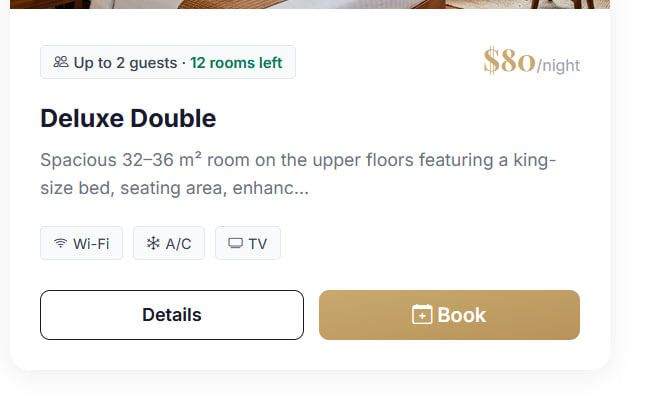 Up to 2 guests · 12 rooms left
$80/night
Deluxe Double
Spacious 32–36 m² room on the upper floors featuring a king-
size bed, seating area, enhanc...
Wi-Fi
A/C
TV
Details
Book